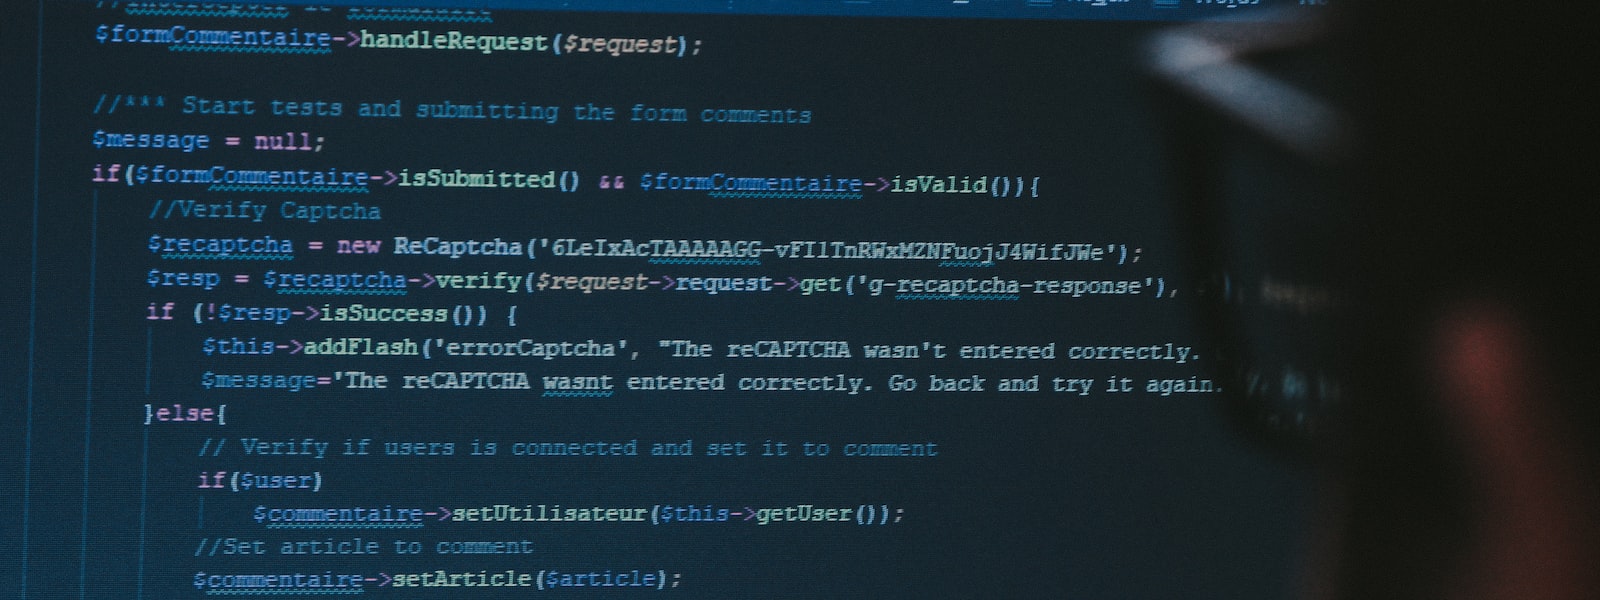 $formCommentaire->handleRequest($request);
//*** Start tests and submitting the form comments
$message = null;
if($formCommentaire->isSubmitted() && $formCommentaire->isValid()){
//Verify Captcha
$recaptcha = new ReCaptcha('6LeIxAcTAAAAAGG-vFI1TnRWxMZNFuojJ4WifJWe');
$resp = $recaptcha->verify($request->request->get('g-recaptcha-response'),
if (!$resp->isSuccess()) {
$this->addFlash('errorCaptcha', "The reCAPTCHA wasn't entered correctly.
$message='The reCAPTCHA wasnt entered correctly. Go back and try it again.
}else{
// Verify if users is connected and set it to comment
if($user)
$commentaire->setUtilisateur($this->getUser());
//Set article to comment
$commentaire->setArticle($article);